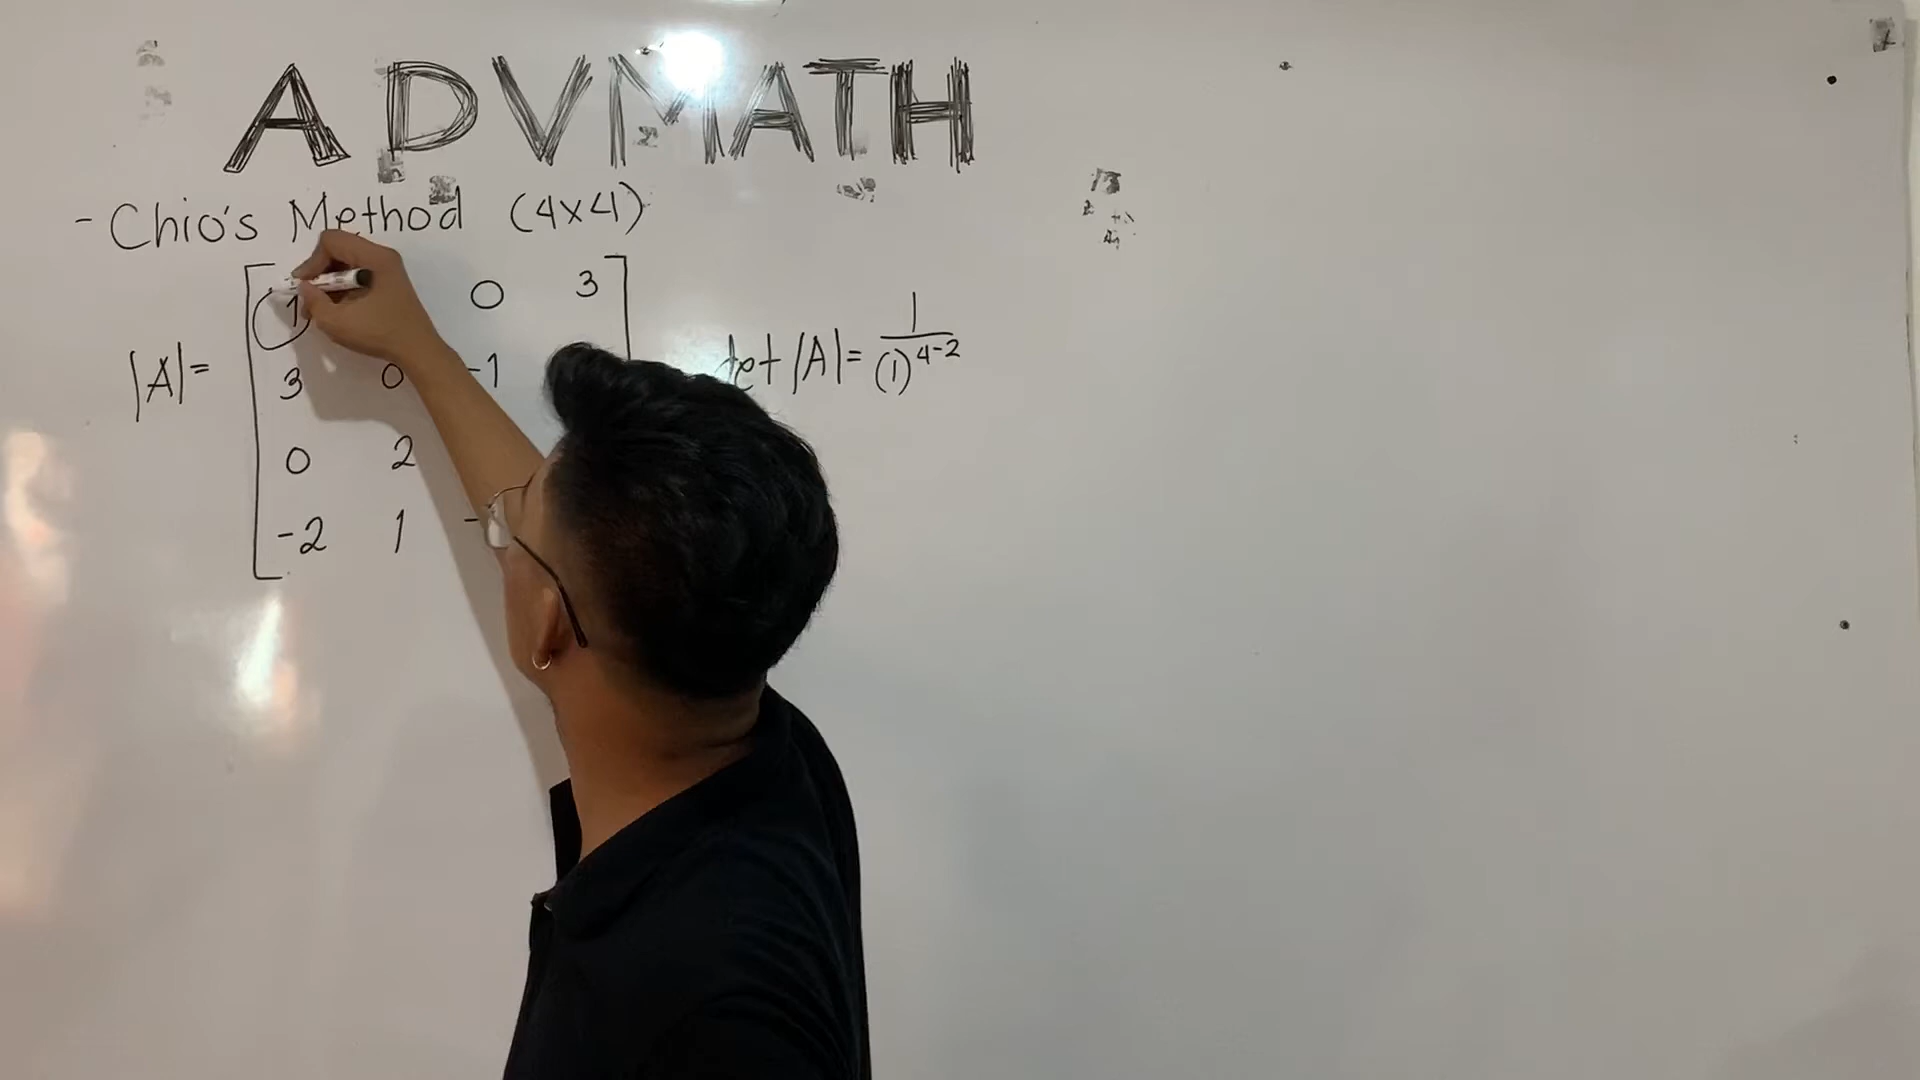 ADVMATH
- Chio's Method (4x4)
1 0 3
|A|= 3 0 -1
0 2
-2 1 -
det |A|= 1
(1)^4-2